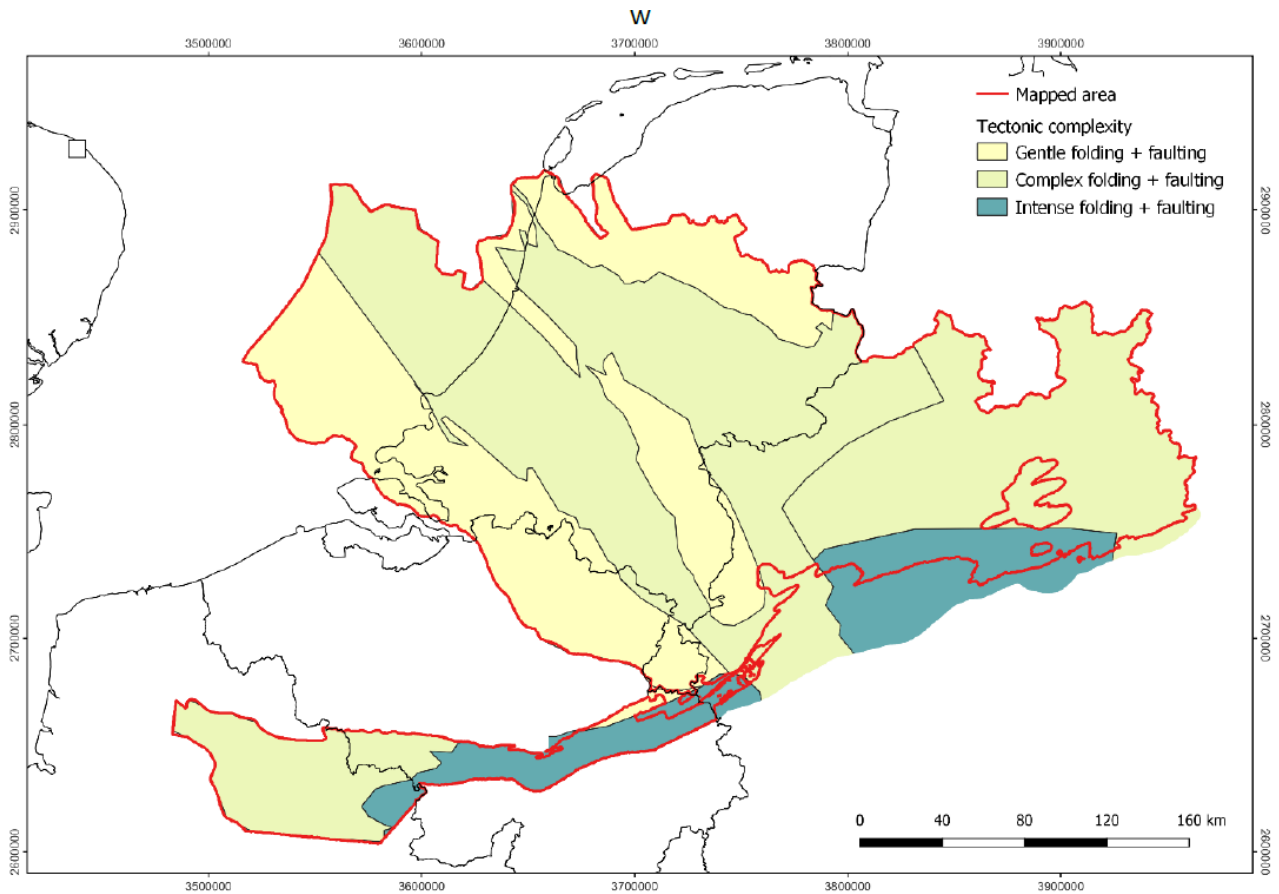 W
3500000 3600000 3700000 3800000 3900000
Mapped area
Tectonic complexity
Gentle folding + faulting
Complex folding + faulting
Intense folding + faulting
2900000 2900000
2800000 2800000
2700000 2700000
0 40 80 120 160 km
2600000 2600000
3500000 3600000 3700000 3800000 3900000